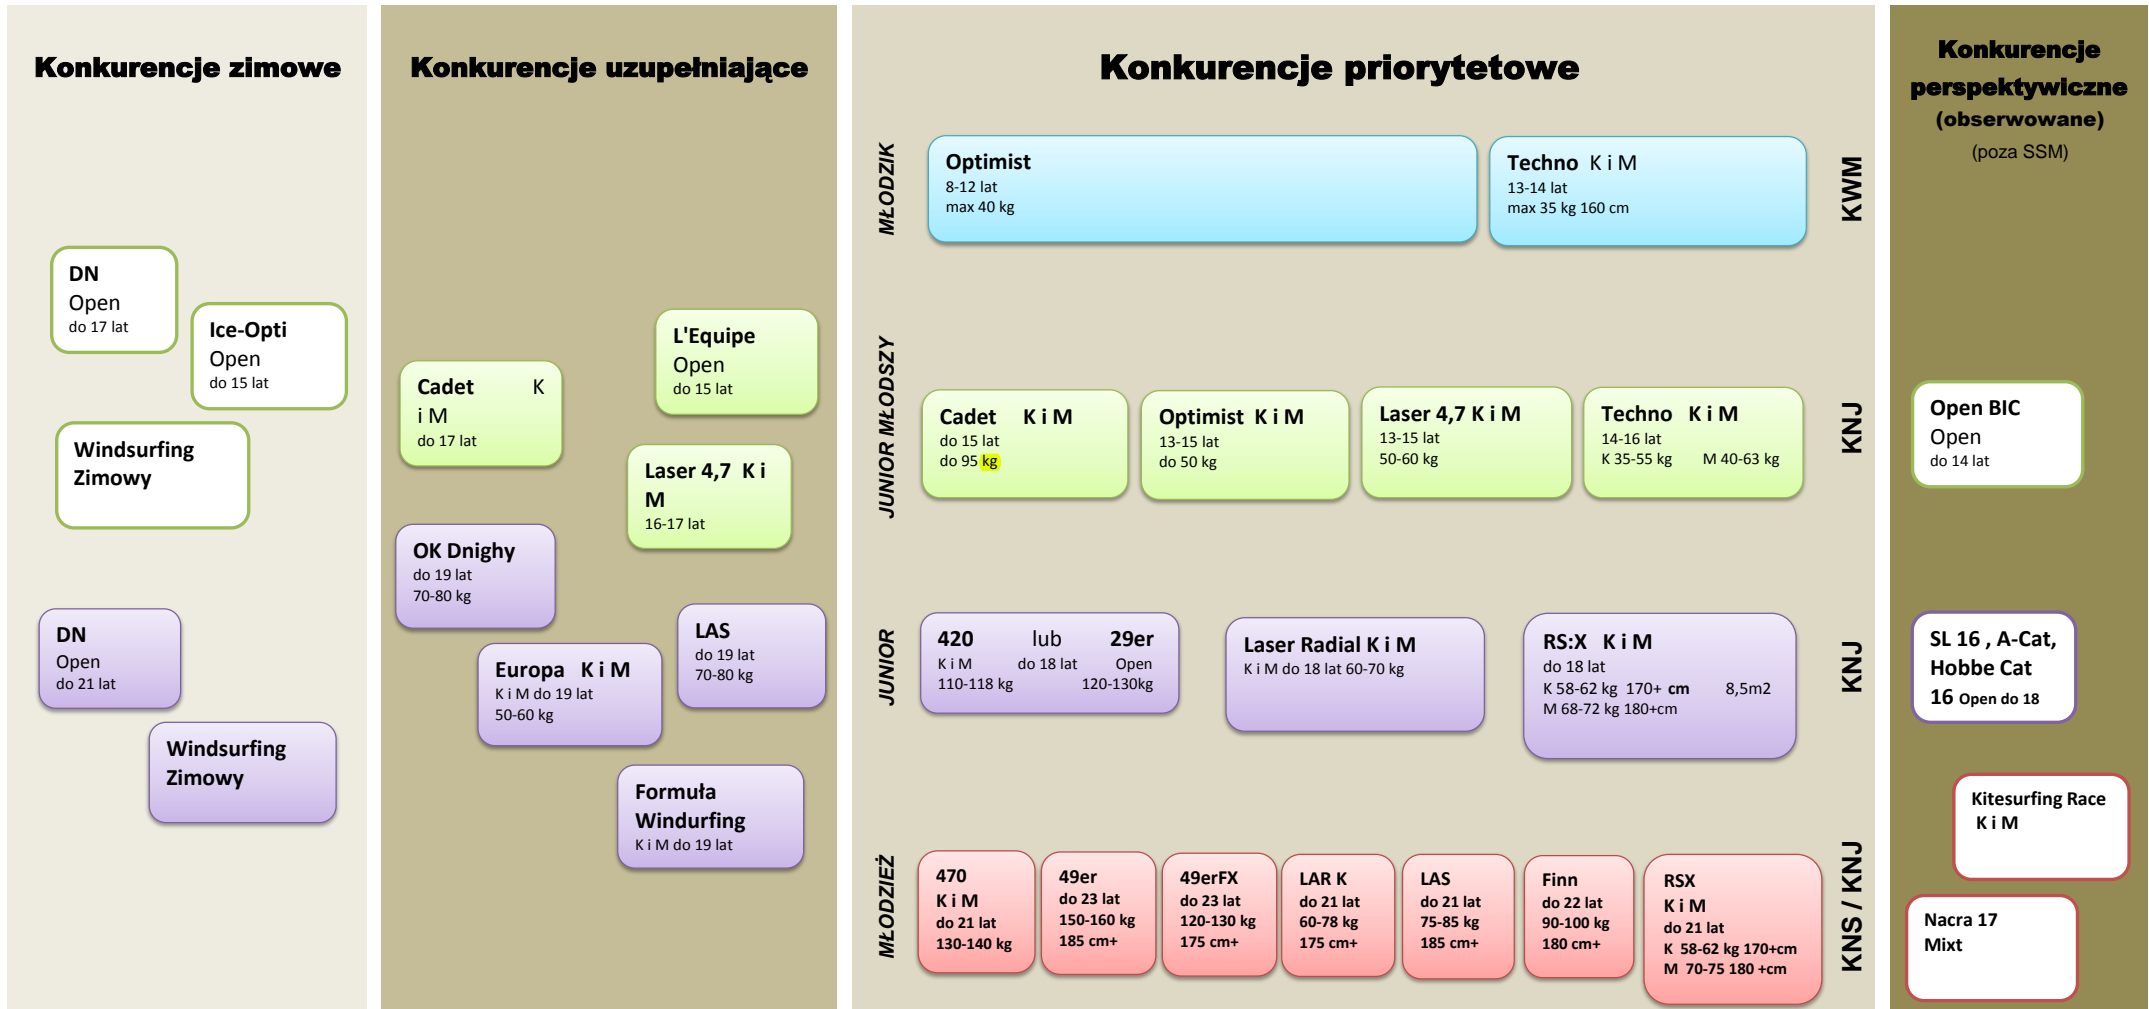 Konkurencje zimowe
DN
Open
do 17 lat
Ice-Opti
Open
do 15 lat
Windsurfing
Zimowy
DN
Open
do 21 lat
Windsurfing
Zimowy
Konkurencje uzupełniające
L'Equipe
Open
do 15 lat
Cadet K
i M
do 17 lat
Laser 4,7 K i
M
16-17 lat
OK Dnighy
do 19 lat
70-80 kg
LAS
do 19 lat
70-80 kg
Europa K i M
K i M do 19 lat
50-60 kg
Formuła
Windurfing
K i M do 19 lat
Konkurencje priorytetowe
MŁODZIK
Optimist
8-12 lat
max 40 kg
Techno K i M
13-14 lat
max 35 kg 160 cm
KWM
JUNIOR MŁODSZY
Cadet K i M
do 15 lat
do 95 kg
Optimist K i M
13-15 lat
do 50 kg
Laser 4,7 K i M
13-15 lat
50-60 kg
Techno K i M
14-16 lat
K 35-55 kg M 40-63 kg
KNJ
JUNIOR
420 lub 29er
K i M do 18 lat Open
110-118 kg 120-130kg
Laser Radial K i M
K i M do 18 lat 60-70 kg
RS:X K i M
do 18 lat
K 58-62 kg 170+ cm 8,5m2
M 68-72 kg 180+cm
KNJ
MŁODZIEŻ
470
K i M
do 21 lat
130-140 kg
49er
do 23 lat
150-160 kg
185 cm+
49erFX
do 23 lat
120-130 kg
175 cm+
LAR K
do 21 lat
60-78 kg
175 cm+
LAS
do 21 lat
75-85 kg
185 cm+
Finn
do 22 lat
90-100 kg
180 cm+
RSX
K i M
do 21 lat
K 58-62 kg 170+cm
M 70-75 180 +cm
KNS / KNJ
Konkurencje
perspektywiczne
(obserwowane)
(poza SSM)
Open BIC
Open
do 14 lat
SL 16 , A-Cat,
Hobbe Cat
16 Open do 18
Kitesurfing Race
K i M
Nacra 17
Mixt